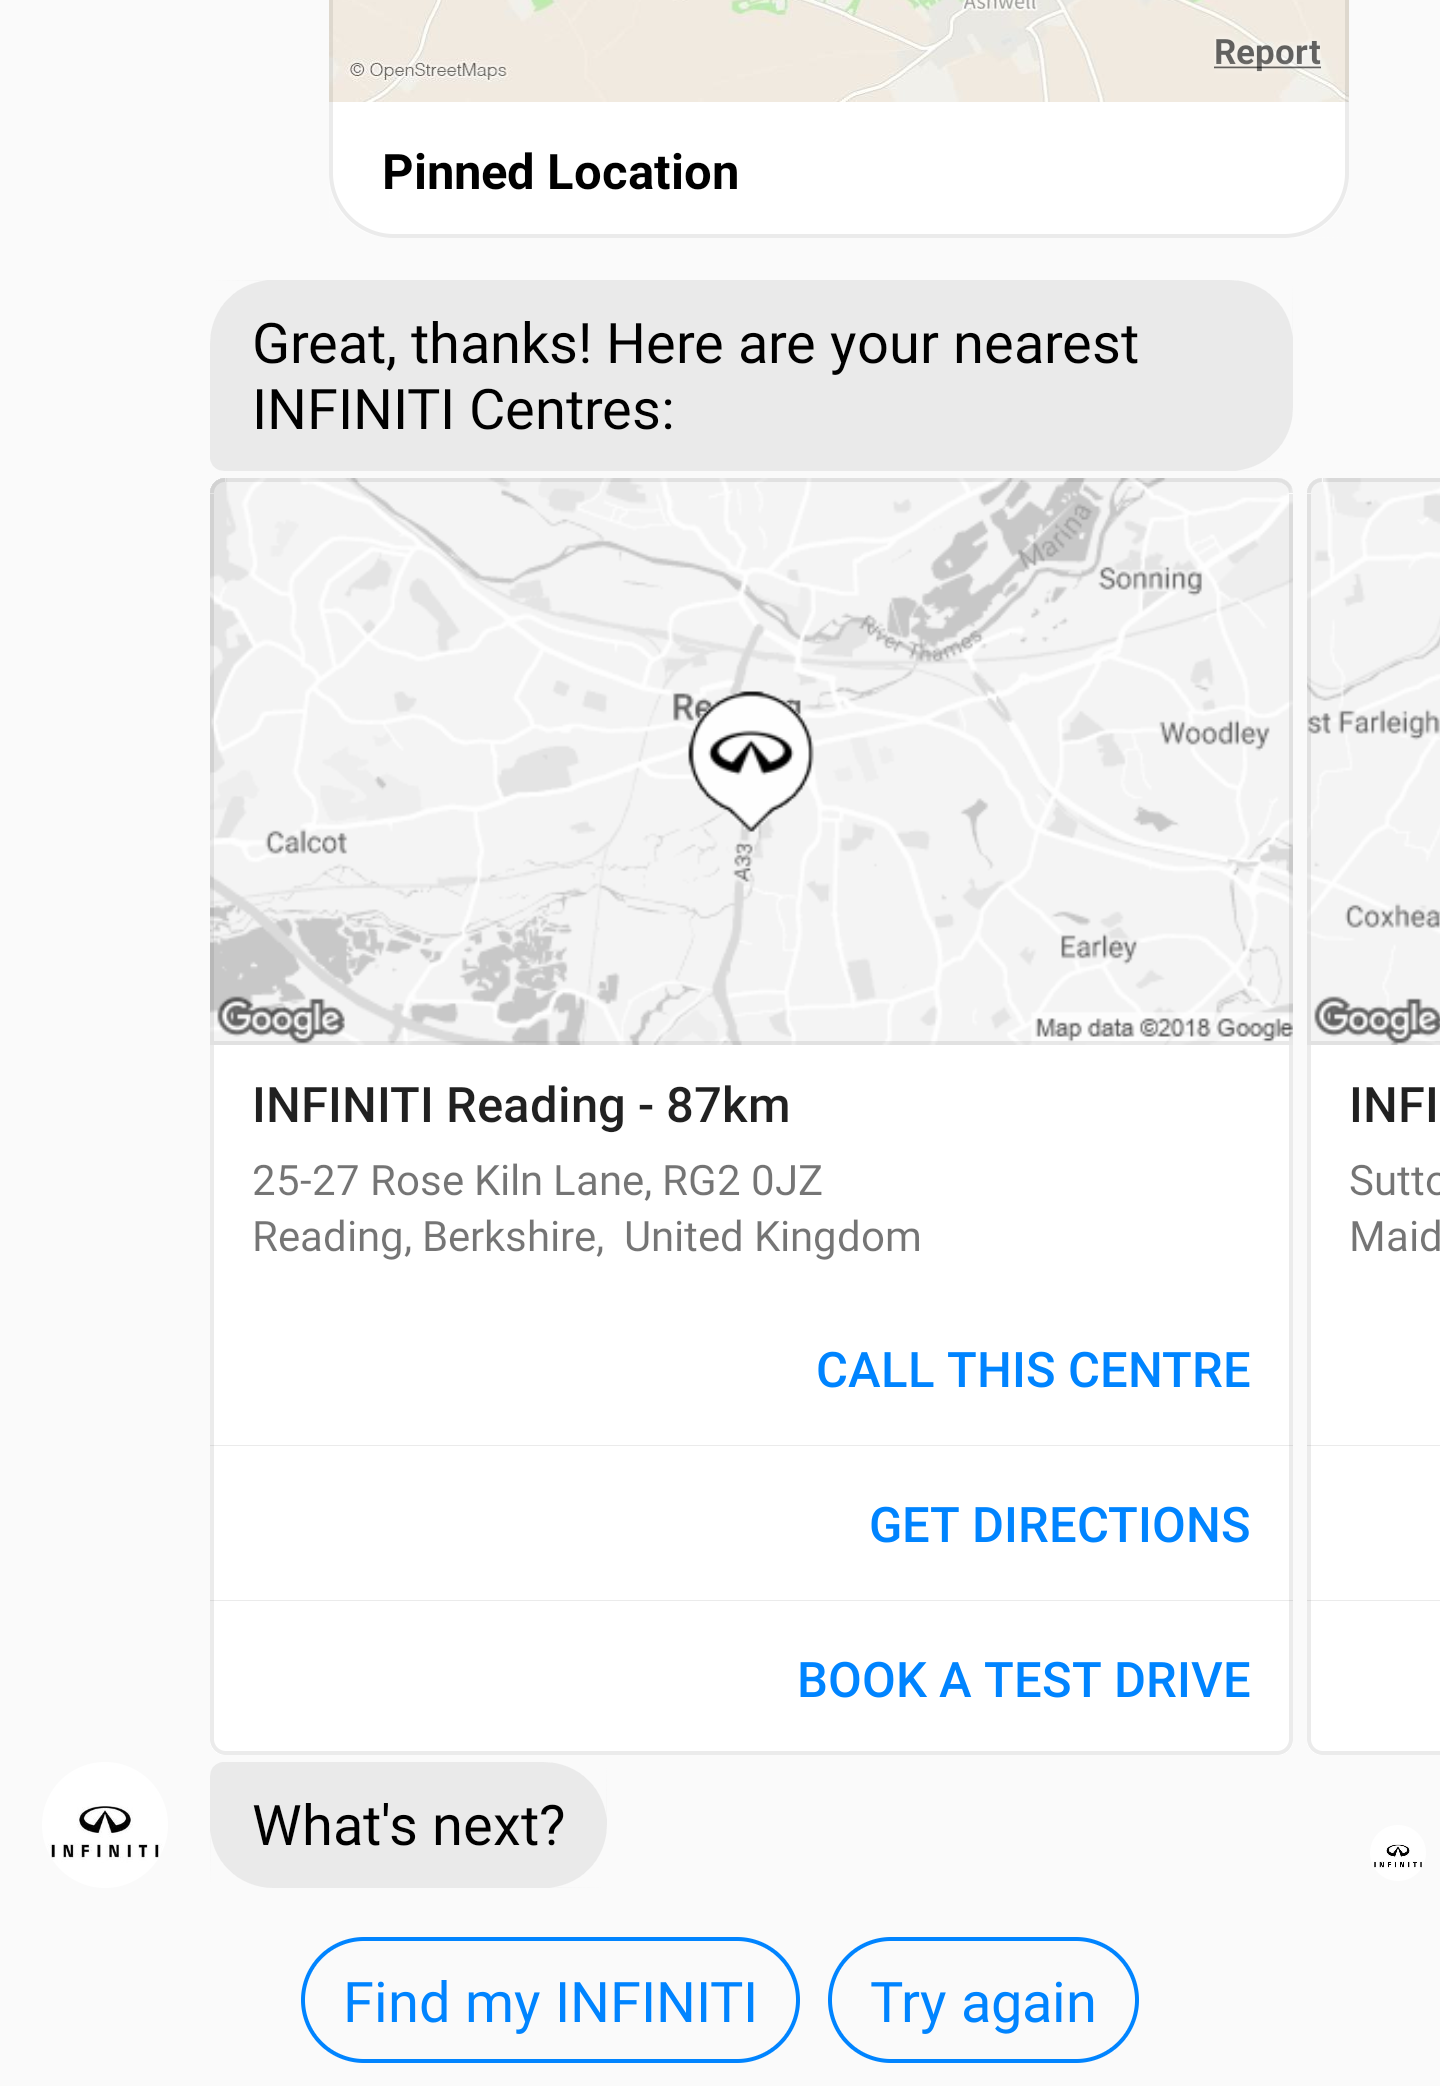 Ashwell
© OpenStreetMaps
Report
Pinned Location
Great, thanks! Here are your nearest
INFINITI Centres:
Marina
Sonning
River Thames
Woodley
Calcot
A33
Earley
Google
Map data ©2018 Google
INFINITI Reading - 87km
25-27 Rose Kiln Lane, RG2 0JZ
Reading, Berkshire, United Kingdom
CALL THIS CENTRE
GET DIRECTIONS
BOOK A TEST DRIVE
st Farleigh
Coxhea
Google
INFI
Sutto
Maid
INFINITI
What's next?
INFINITI
Find my INFINITI
Try again